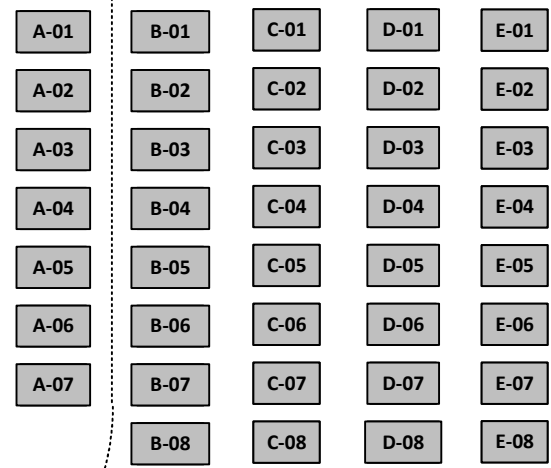 A-01 B-01 C-01 D-01 E-01
A-02 B-02 C-02 D-02 E-02
A-03 B-03 C-03 D-03 E-03
A-04 B-04 C-04 D-04 E-04
A-05 B-05 C-05 D-05 E-05
A-06 B-06 C-06 D-06 E-06
A-07 B-07 C-07 D-07 E-07
B-08 C-08 D-08 E-08